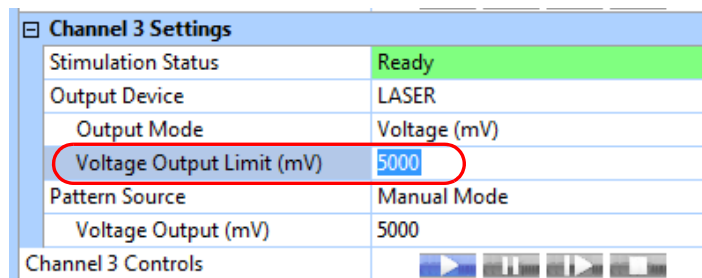 Channel 3 Settings
Stimulation Status Ready
Output Device LASER
Output Mode Voltage (mV)
Voltage Output Limit (mV) 5000
Pattern Source Manual Mode
Voltage Output (mV) 5000
Channel 3 Controls